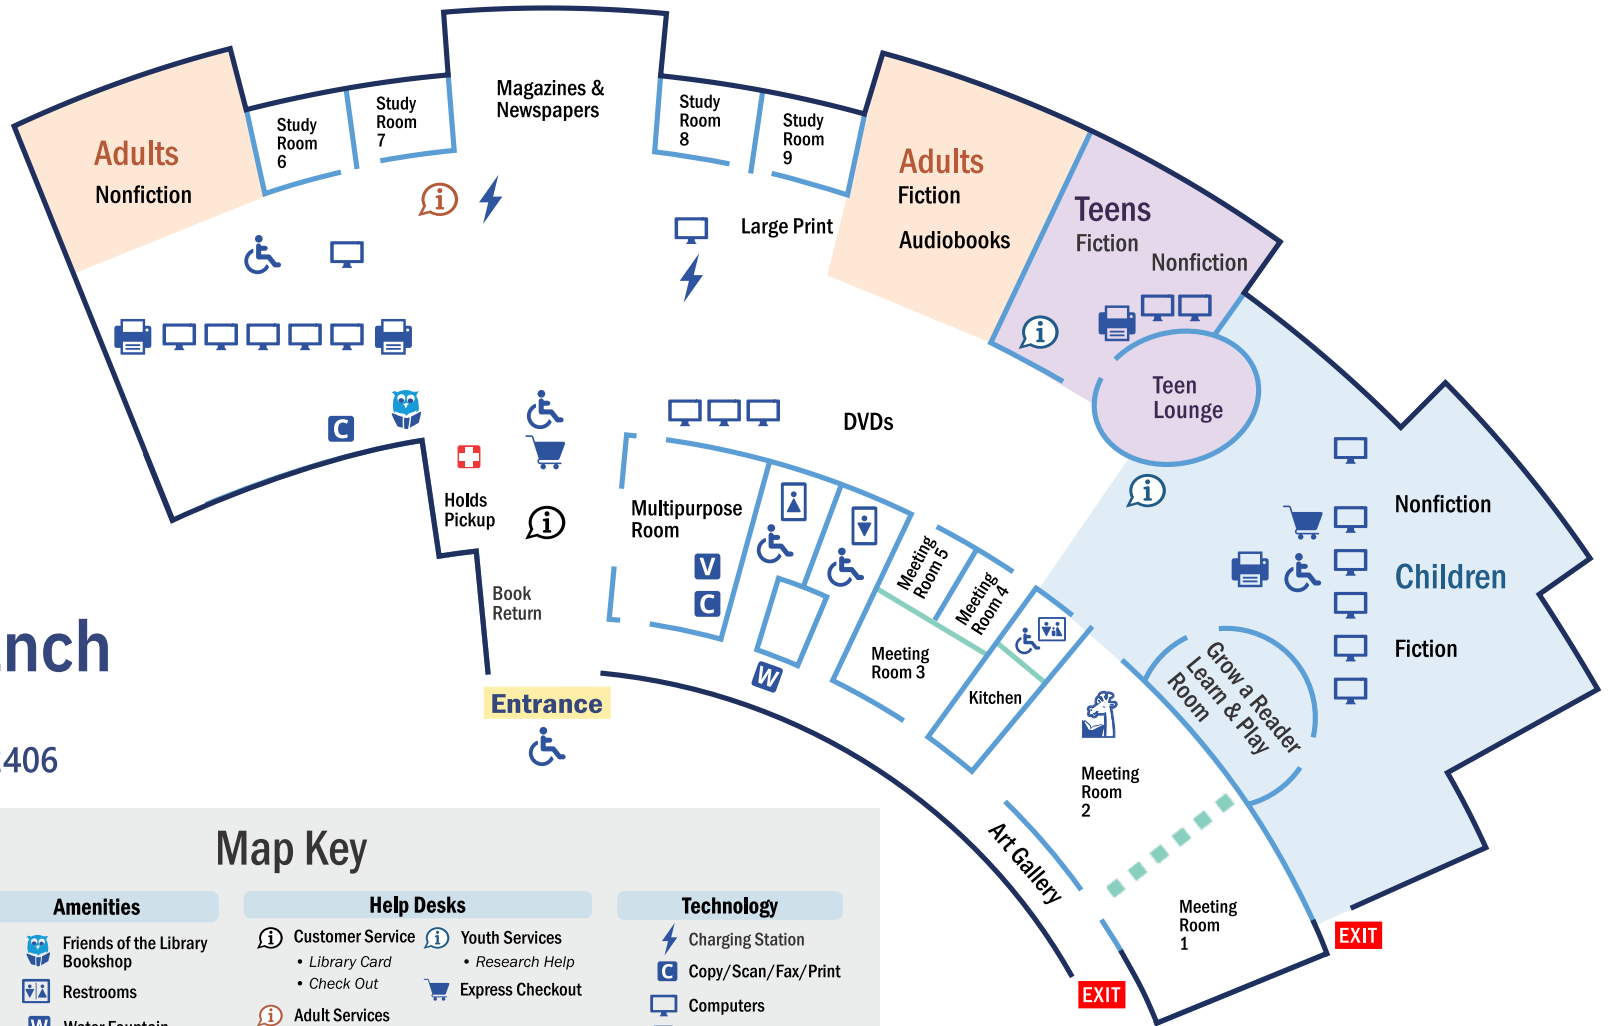 Magazines &
Newspapers
Study
Room
6
Study
Room
7
Study
Room
8
Study
Room
9
Adults
Nonfiction
Adults
Fiction
Audiobooks
Large Print
Teens
Fiction
Nonfiction
Teen
Lounge
DVDs
C
Holds
Pickup
Multipurpose
Room
V
C
Book
Return
Meeting
Room 5
Meeting
Room 4
Meeting
Room 3
Kitchen
W
Entrance
Nonfiction
Children
Fiction
Grow a Reader
Learn & Play
Room
Meeting
Room
2
Art Gallery
Meeting
Room
1
EXIT
EXIT
Map Key
Amenities
Friends of the Library
Bookshop
Restrooms
Help Desks
Customer Service
• Library Card
• Check Out
Adult Services
Youth Services
• Research Help
Express Checkout
Technology
Charging Station
C Copy/Scan/Fax/Print
Computers